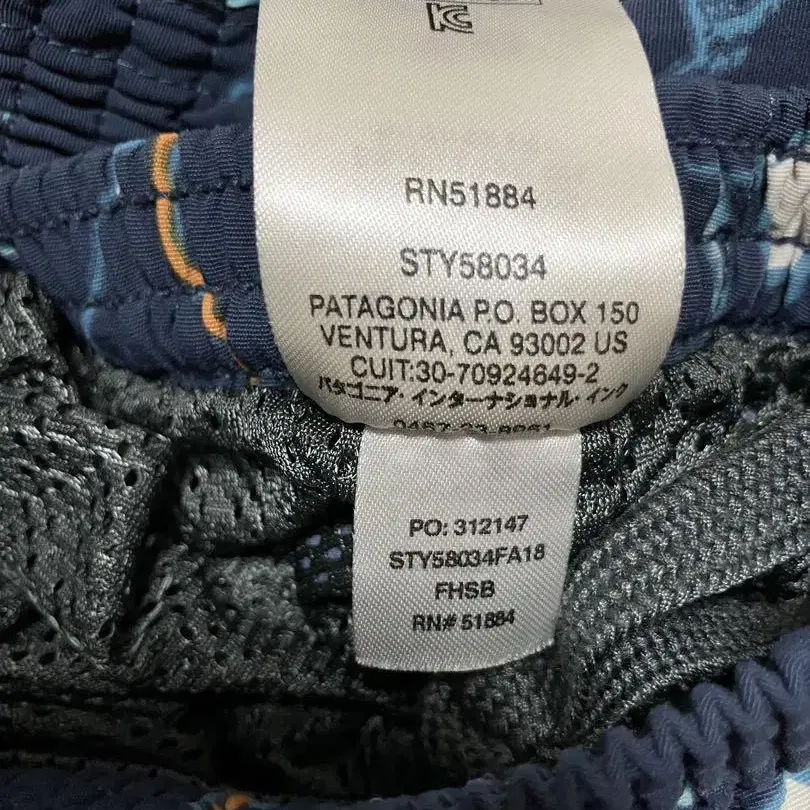 RN51884
STY58034
PATAGONIA P.O. BOX 150
VENTURA, CA 93002 US
CUIT:30-70924649-2
パタゴニア・インターナショナル・インク
PO: 312147
STY58034FA18
FHSB
RN# 51884